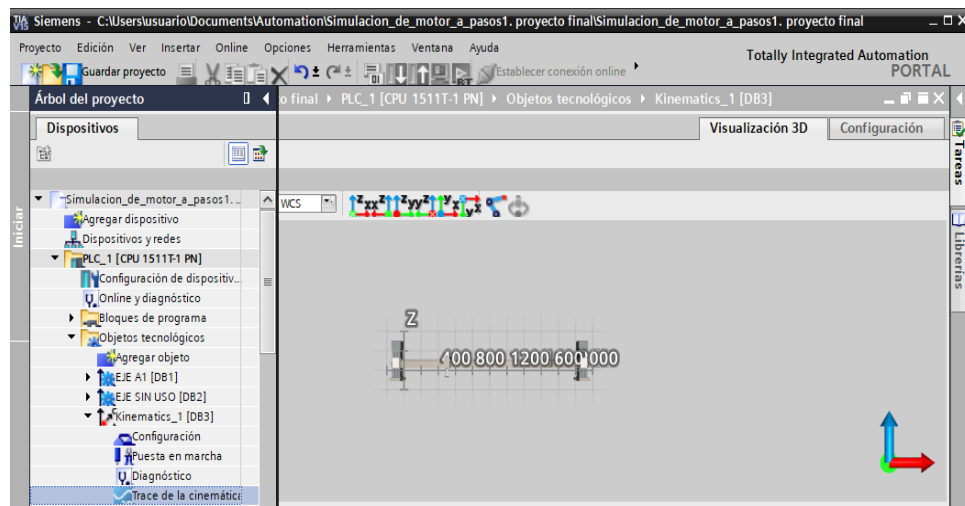 Siemens - C:\Users\usuario\Documents\Automation\Simulacion_de_motor_a_pasos1. proyecto final\Simulacion_de_motor_a_pasos1. proyecto final
Proyecto Edición Ver Insertar Online Opciones Herramientas Ventana Ayuda
Totally Integrated Automation
PORTAL
Guardar proyecto
Establecer conexión online
Árbol del proyecto
o final PLC_1 [CPU 1511T-1 PN] Objetos tecnológicos Kinematics_1 [DB3]
Dispositivos
Visualización 3D Configuración
Tareas
Librerías
Iniciar
Simulacion_de_motor_a_pasos1. ...
WCS
Agregar dispositivo
Dispositivos y redes
PLC_1 [CPU 1511T-1 PN]
Configuración de dispositiv...
Online y diagnóstico
Bloques de programa
Objetos tecnológicos
Agregar objeto
EJE A1 [DB1]
EJE SIN USO [DB2]
Kinematics_1 [DB3]
Configuración
Puesta en marcha
Diagnóstico
Trace de la cinemática
Z
400 800 1200